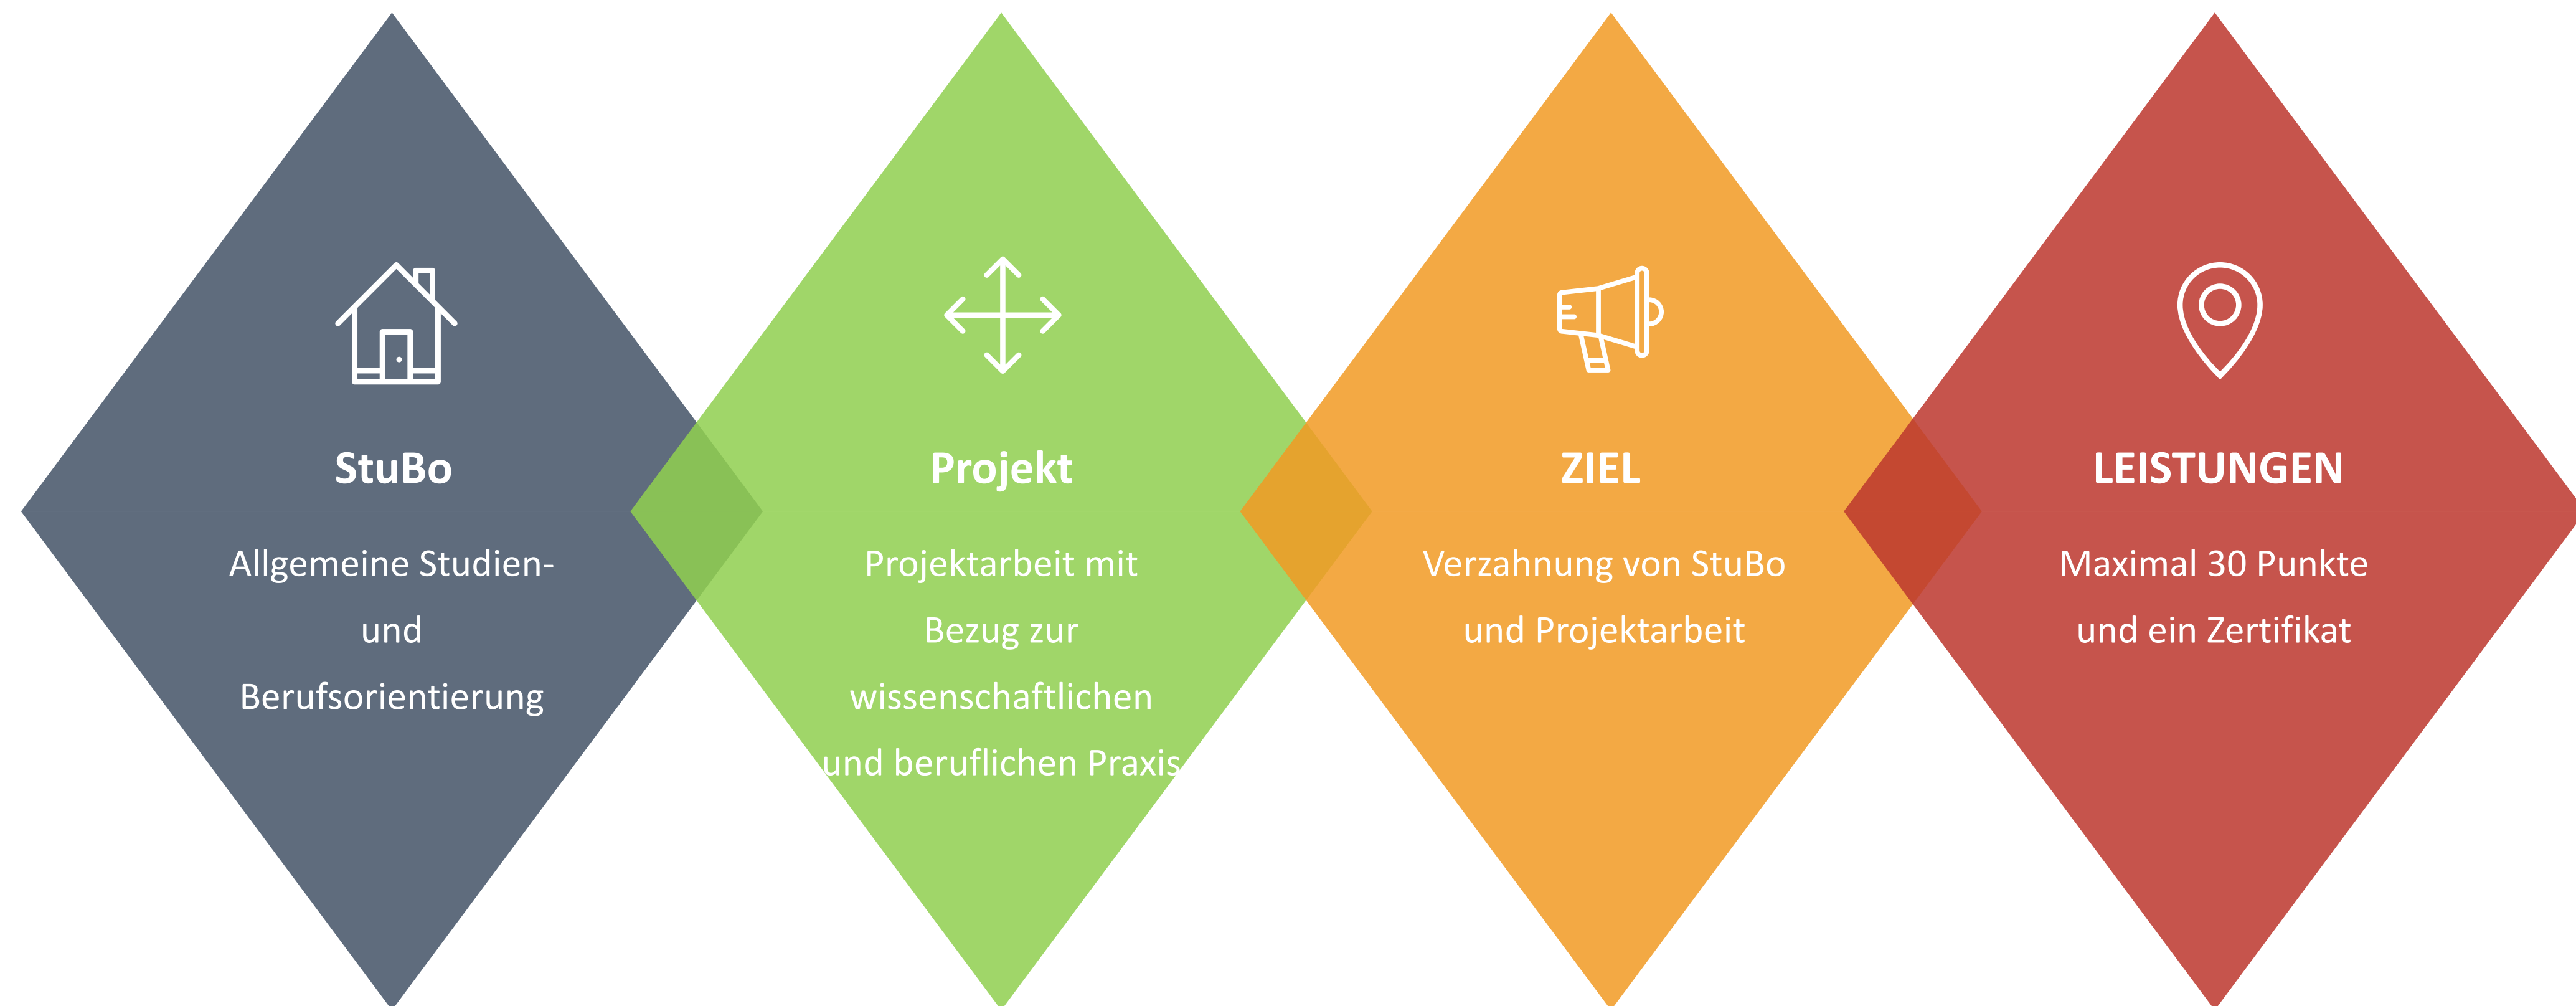 StuBo
Allgemeine Studien-
und
Berufsorientierung
Projekt
Projektarbeit mit
Bezug zur
wissenschaftlichen
und beruflichen Praxis
ZIEL
Verzahnung von StuBo
und Projektarbeit
LEISTUNGEN
Maximal 30 Punkte
und ein Zertifikat